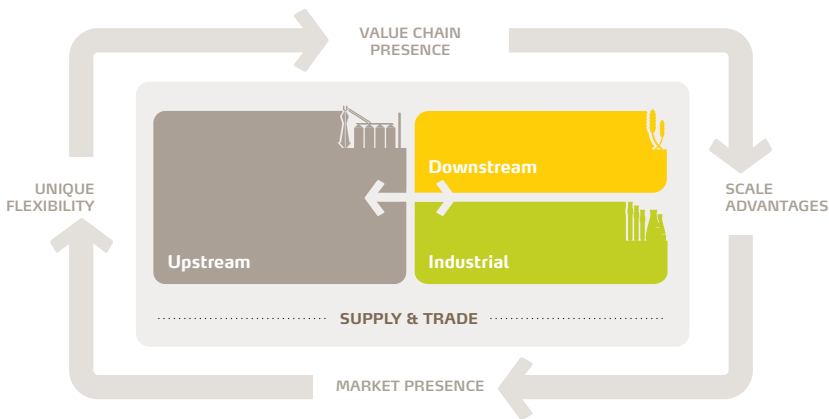 VALUE CHAIN
PRESENCE
Downstream
UNIQUE
FLEXIBILITY
SCALE
ADVANTAGES
Upstream
Industrial
SUPPLY & TRADE
MARKET PRESENCE